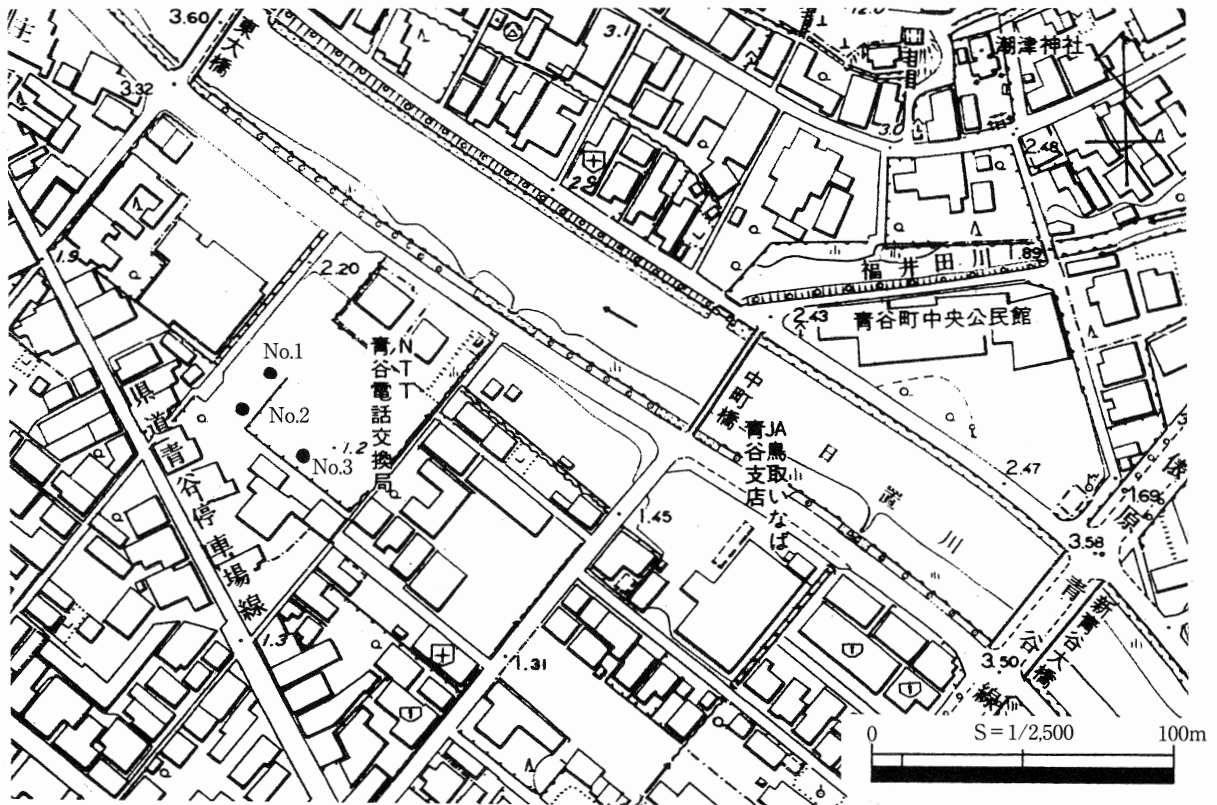 3.60
東大橋
3.32
王
3.1
12.0
潮津神社
3.0
2.48
2.9
1.9
2.20
福井田川
1.89
2.43
青谷町中央公民館
No.1
No.2
No.3
1.2
NTT
青谷電話交換局
県道青谷停車場線
中町橋
JA鳥取いなば
青谷支店
日置川
2.47
1.69
俵原
青谷線
3.58
新青谷大橋
3.50
1.45
1.31
1.3
0 S=1/2,500 100m